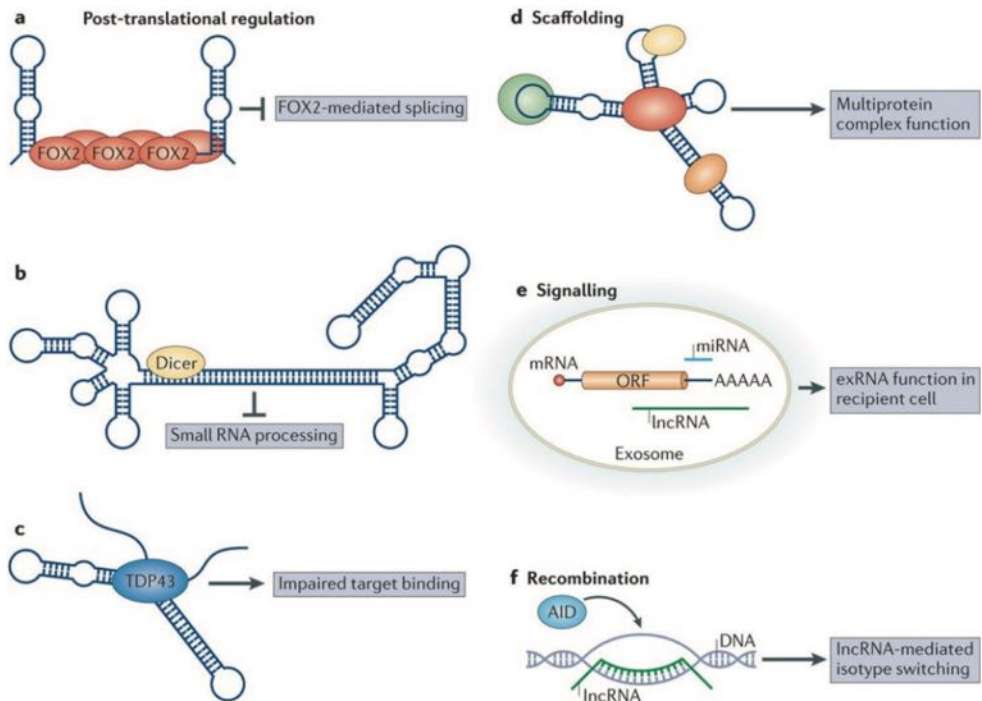 a
Post-translational regulation
FOX2 FOX2 FOX2
FOX2-mediated splicing
b
Dicer
Small RNA processing
c
TDP43
Impaired target binding
d Scaffolding
Multiprotein
complex function
e Signalling
miRNA
mRNA
ORF
AAAAA
lncRNA
Exosome
exRNA function in
recipient cell
f Recombination
AID
DNA
lncRNA
lncRNA-mediated
isotype switching